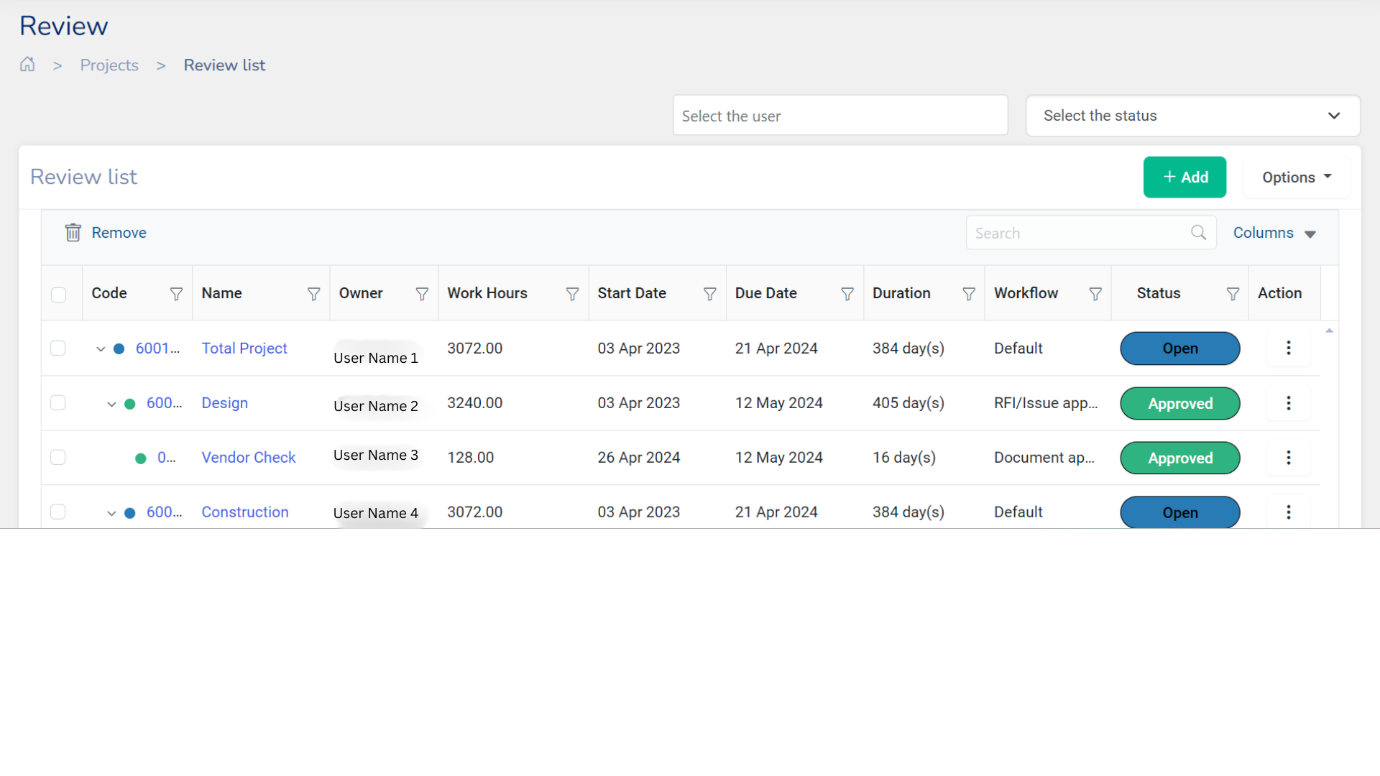 Review
> Projects > Review list
Select the user Select the status
Review list + Add Options
Remove Search Columns
Code Name Owner Work Hours Start Date Due Date Duration Workflow Status Action
6001... Total Project User Name 1 3072.00 03 Apr 2023 21 Apr 2024 384 day(s) Default Open
600... Design User Name 2 3240.00 03 Apr 2023 12 May 2024 405 day(s) RFI/Issue app... Approved
0... Vendor Check User Name 3 128.00 26 Apr 2024 12 May 2024 16 day(s) Document ap... Approved
600... Construction User Name 4 3072.00 03 Apr 2023 21 Apr 2024 384 day(s) Default Open